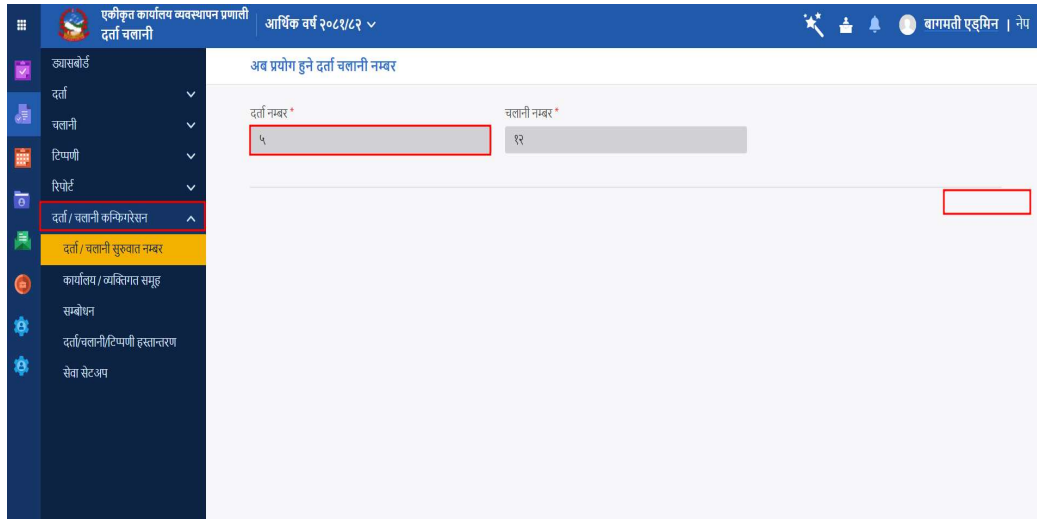 एकीकृत कार्यालय व्यवस्थापन प्रणाली
दर्ता चलानी
आर्थिक वर्ष २०८१/८२
बागमती एड्मिन | नेप
ड्यासबोर्ड
दर्ता
चलानी
टिप्पणी
रिपोर्ट
दर्ता / चलानी कन्फिगरेसन
दर्ता / चलानी सुरुवात नम्बर
कार्यालय / व्यक्तिगत समूह
सम्बोधन
दर्ता/चलानी/टिप्पणी हस्तान्तरण
सेवा सेटअप
अब प्रयोग हुने दर्ता चलानी नम्बर
दर्ता नम्बर *
चलानी नम्बर *
५
१२